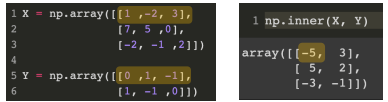 1 X = np.array([[1 ,-2, 3],
2 [7, 5 ,0],
3 [-2, -1 ,2]])
4
5 Y = np.array([[0 ,1, -1],
6 [1, -1 ,0]])
1 np.inner(X, Y)
array([[-5, 3],
[ 5, 2],
[-3, -1]])